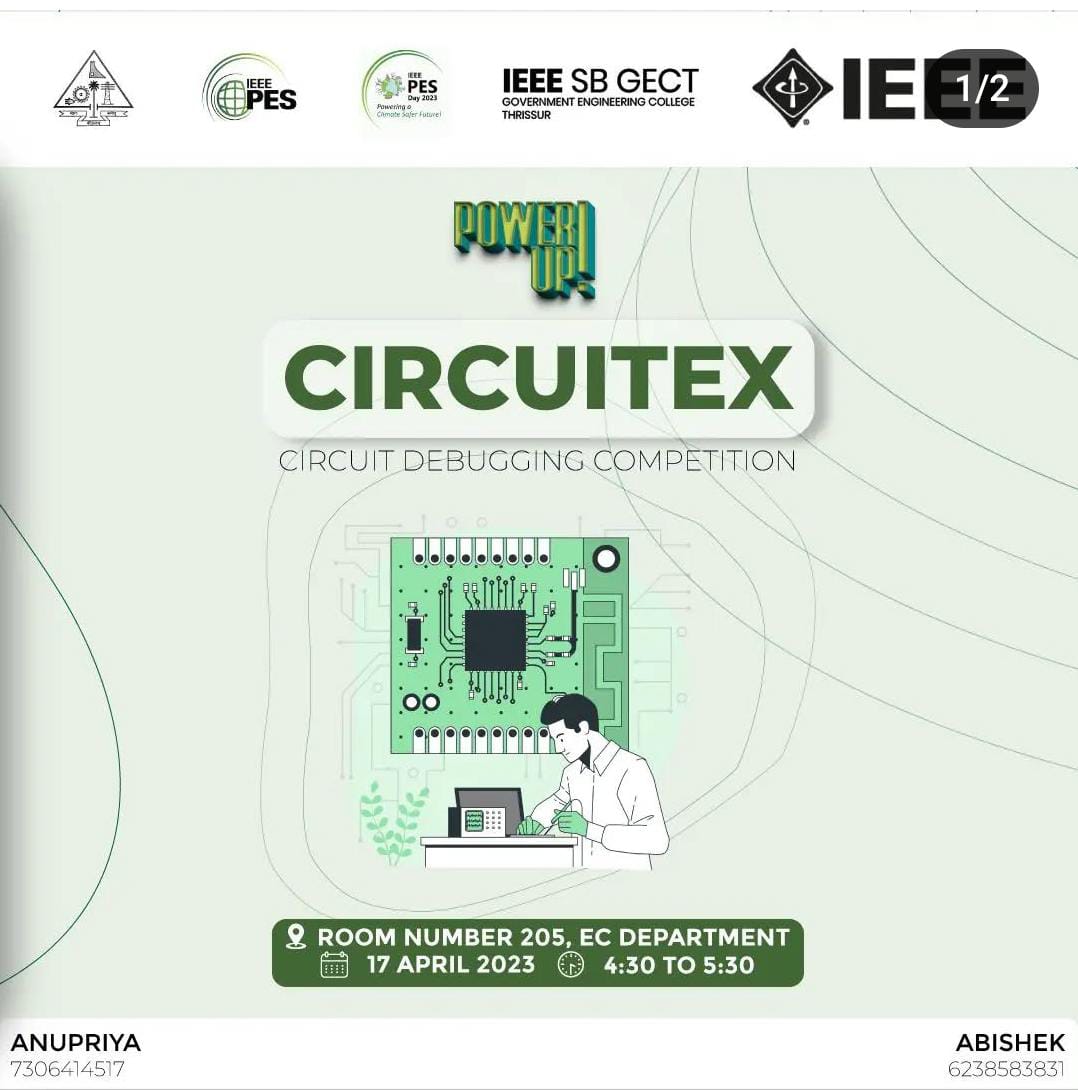 IEEE
PES
IEEE
PES
Day 2023
Powering a
Climate Safer Future!
IEEE SB GECT
GOVERNMENT ENGINEERING COLLEGE
THRISSUR
IEEE
1/2
POWER
UP!
CIRCUITEX
CIRCUIT DEBUGGING COMPETITION
ROOM NUMBER 205, EC DEPARTMENT
17 APRIL 2023 4:30 TO 5:30
ANUPRIYA
7306414517
ABISHEK
6238583831